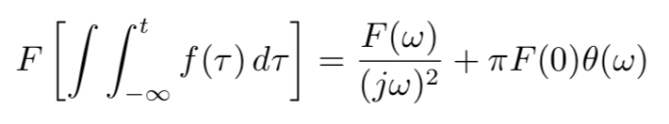 F[∫∫_{-∞}^{t} f(τ) dτ] = F(ω)/(jω)² + πF(0)θ(ω)